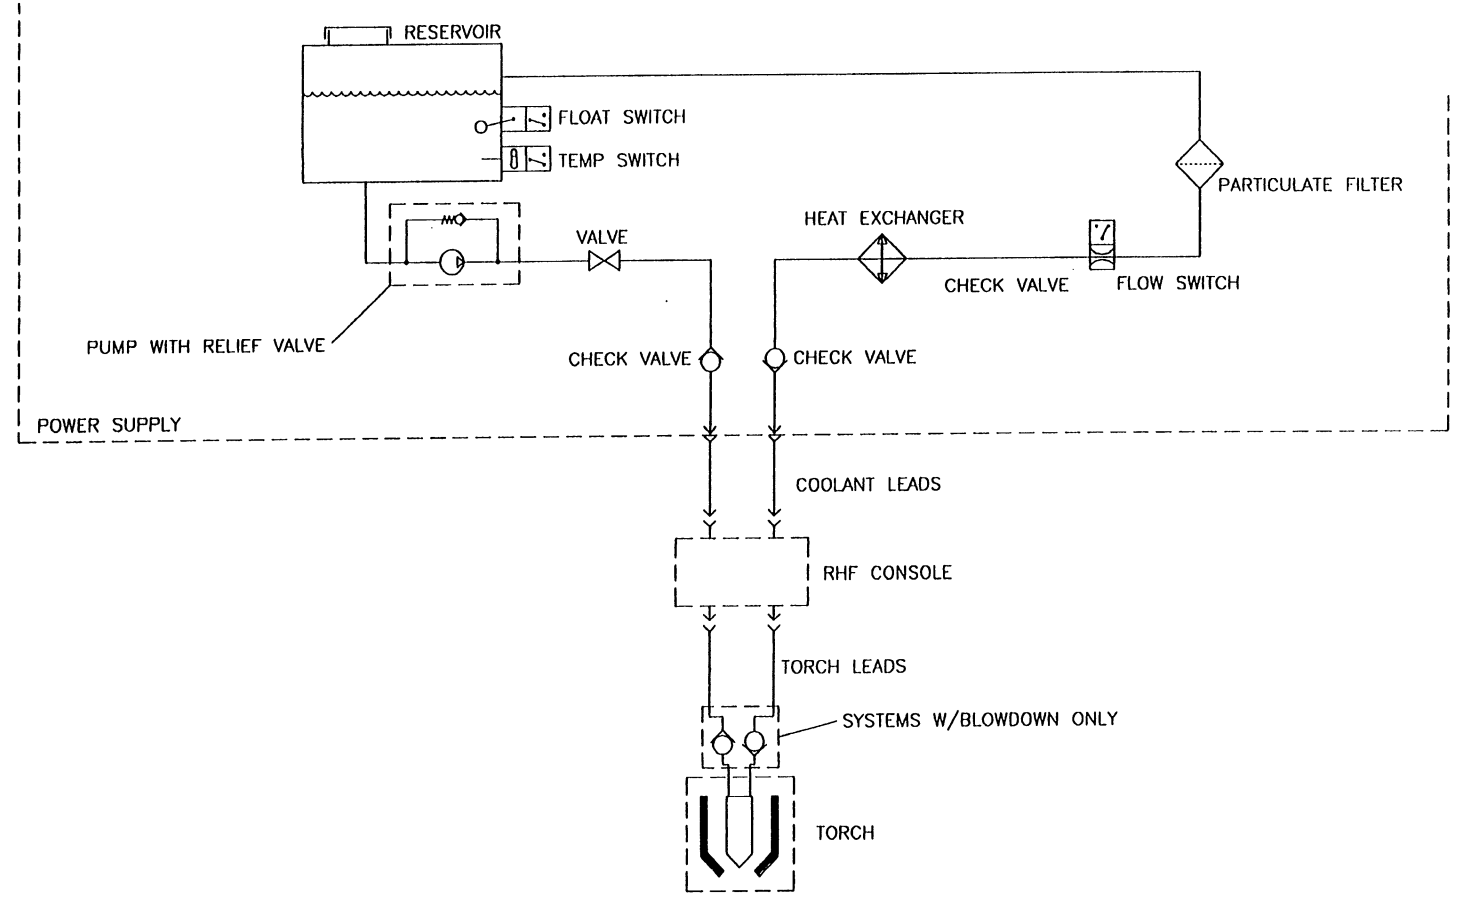 RESERVOIR
FLOAT SWITCH
TEMP SWITCH
PARTICULATE FILTER
HEAT EXCHANGER
VALVE
CHECK VALVE
FLOW SWITCH
PUMP WITH RELIEF VALVE
CHECK VALVE
CHECK VALVE
POWER SUPPLY
COOLANT LEADS
RHF CONSOLE
TORCH LEADS
SYSTEMS W/BLOWDOWN ONLY
TORCH